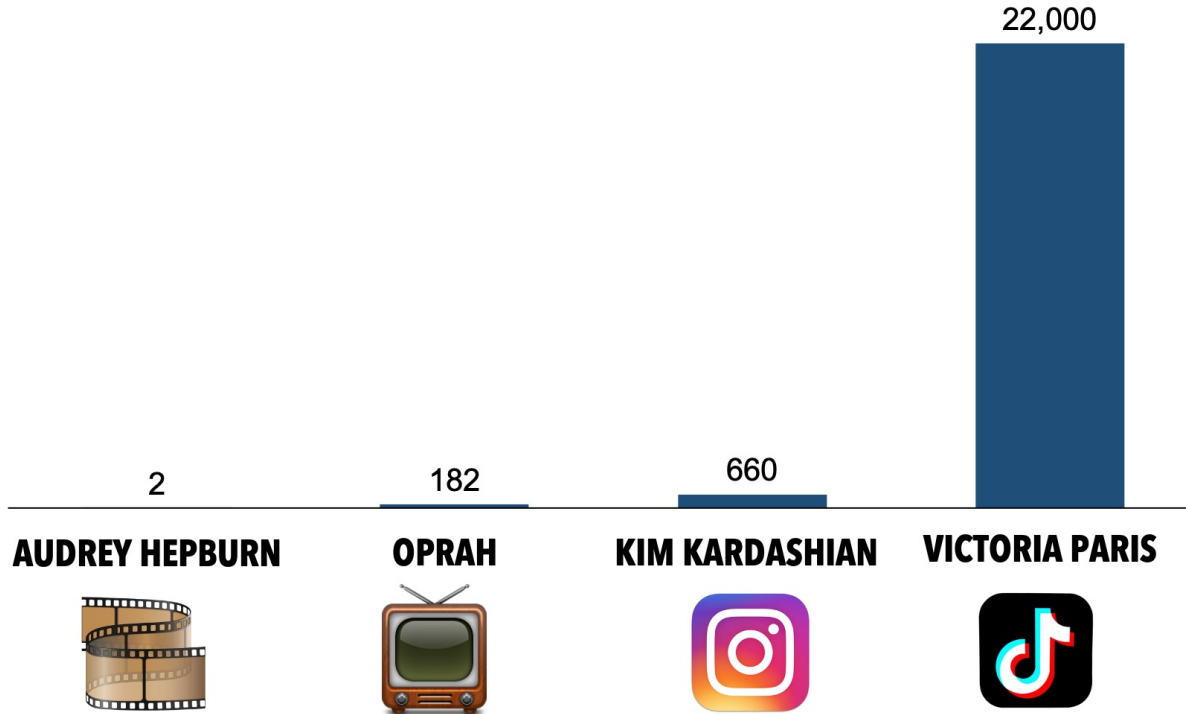 22,000
660
182
2
AUDREY HEPBURN
OPRAH
KIM KARDASHIAN
VICTORIA PARIS